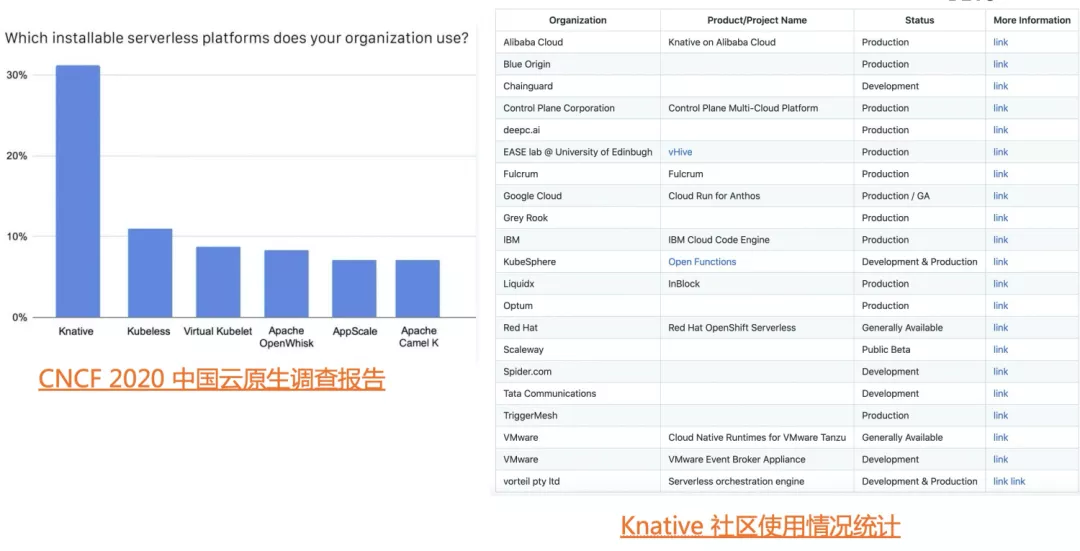 Which installable serverless platforms does your organization use?
30%
20%
10%
0%
Knative
Kubeless
Virtual Kubelet
Apache
OpenWhisk
AppScale
Apache
Camel K
CNCF 2020 中国云原生调查报告
Organization Product/Project Name Status More Information
Alibaba Cloud Knative on Alibaba Cloud Production link
Blue Origin Production link
Chainguard Development link
Control Plane Corporation Control Plane Multi-Cloud Platform Production link
deepc.ai Production link
EASE lab @ University of Edinbugh vHive Production link
Fulcrum Fulcrum Production link
Google Cloud Cloud Run for Anthos Production / GA link
Grey Rook Production link
IBM IBM Cloud Code Engine Production link
KubeSphere Open Functions Development & Production link
Liquidx InBlock Production link
Optum Production link
Red Hat Red Hat OpenShift Serverless Generally Available link
Scaleway Public Beta link
Spider.com Development link
Tata Communications Development link
TriggerMesh Production link
VMware Cloud Native Runtimes for VMware Tanzu Generally Available link
VMware VMware Event Broker Appliance Development link
vorteil pty ltd Serverless orchestration engine Development & Production link link
Knative 社区使用情况统计